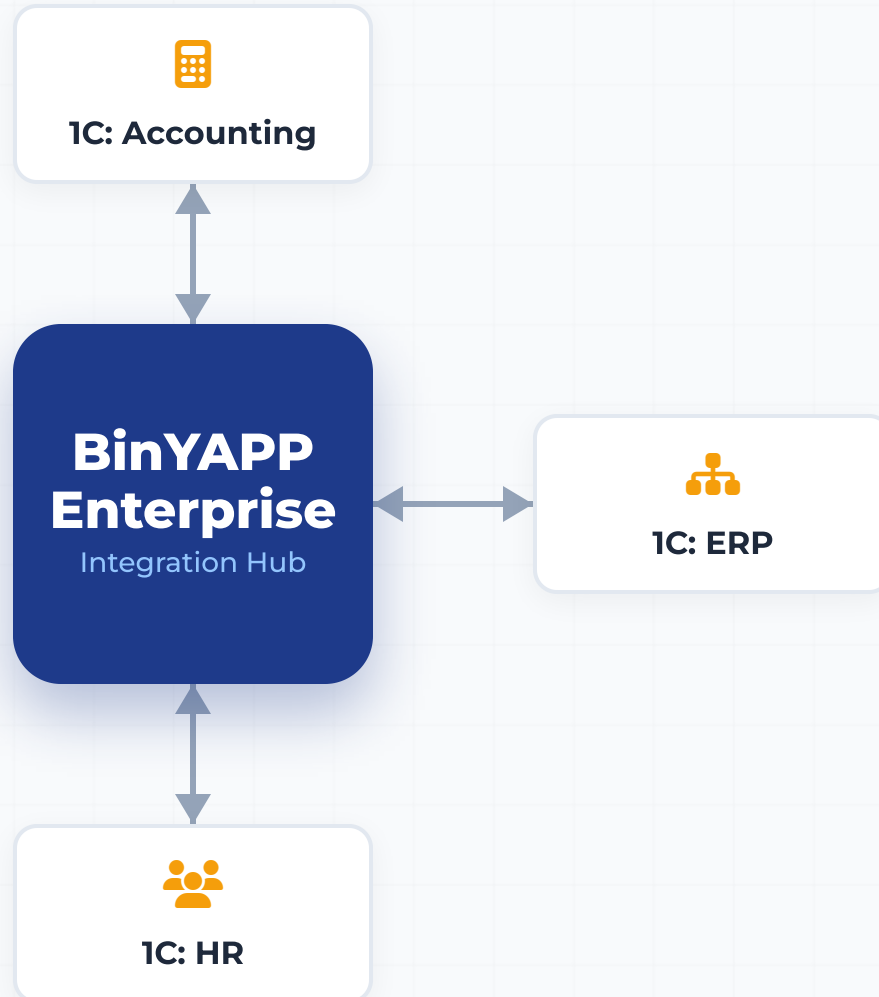 1C: Accounting
BinYAPP
Enterprise
Integration Hub
1C: ERP
1C: HR